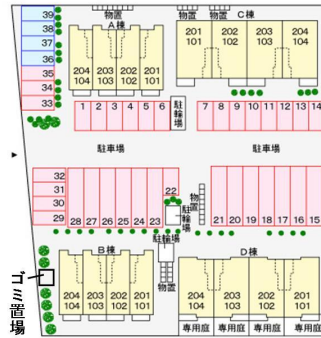 39
38
37
36
35
34
33
物置
物置
物置
A棟
C棟
204 203 202 201
104 103 102 101
201 202 203 204
101 102 103 104
1 2 3 4 5 6
駐輪場
7 8 9 10 11 12 13 14
駐車場
駐車場
32
31
30
29
28 27 26 25 24 23
22
駐輪場
物置
21 20 19 18 17 16 15
ゴミ置場
B棟
駐輪場
物置
D棟
204 203 202 201
104 103 102 101
204 203 202 201
104 103 102 101
専用庭 専用庭 専用庭 専用庭